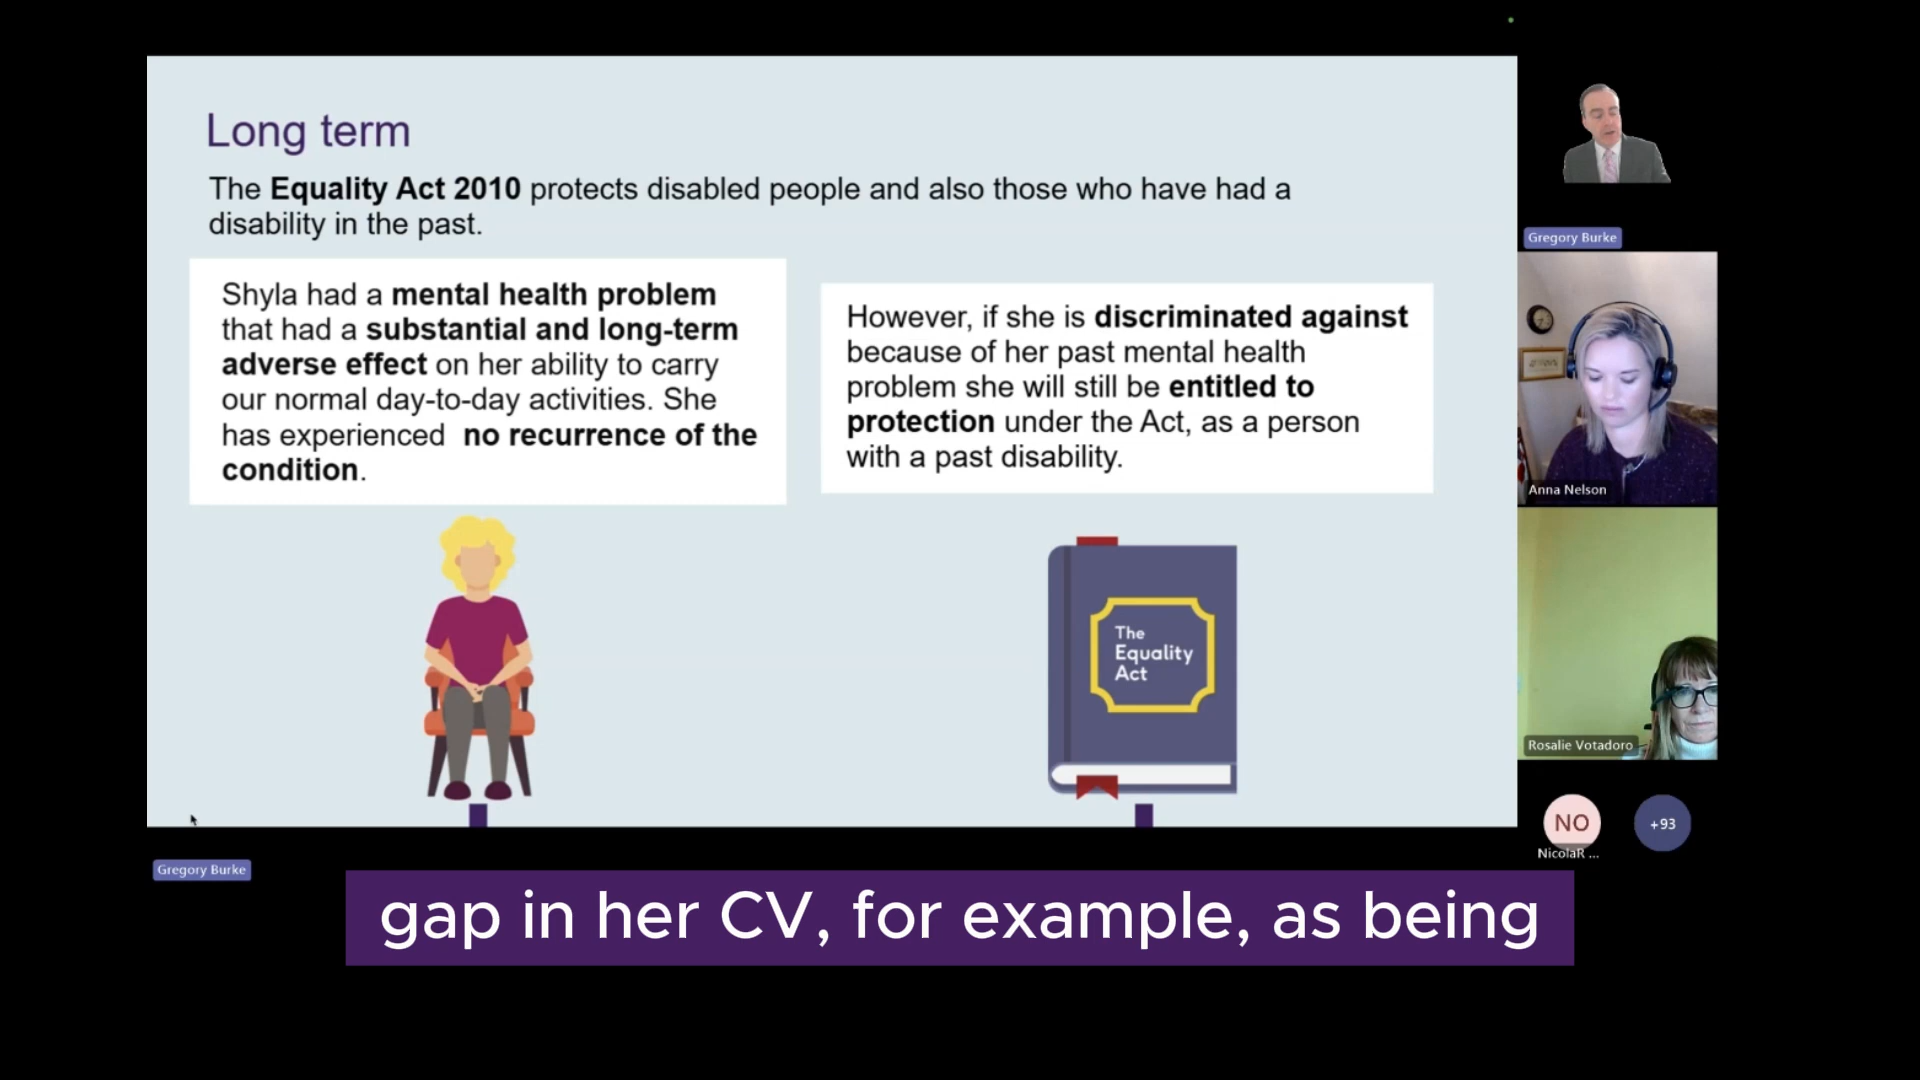 Long term
The Equality Act 2010 protects disabled people and also those who have had a
disability in the past.
Shyla had a mental health problem
that had a substantial and long-term
adverse effect on her ability to carry
our normal day-to-day activities. She
has experienced no recurrence of the
condition.
However, if she is discriminated against
because of her past mental health
problem she will still be entitled to
protection under the Act, as a person
with a past disability.
The
Equality
Act
Gregory Burke
Anna Nelson
Rosalie Votadoro
NO
NicolaR ...
+93
Gregory Burke
gap in her CV, for example, as being